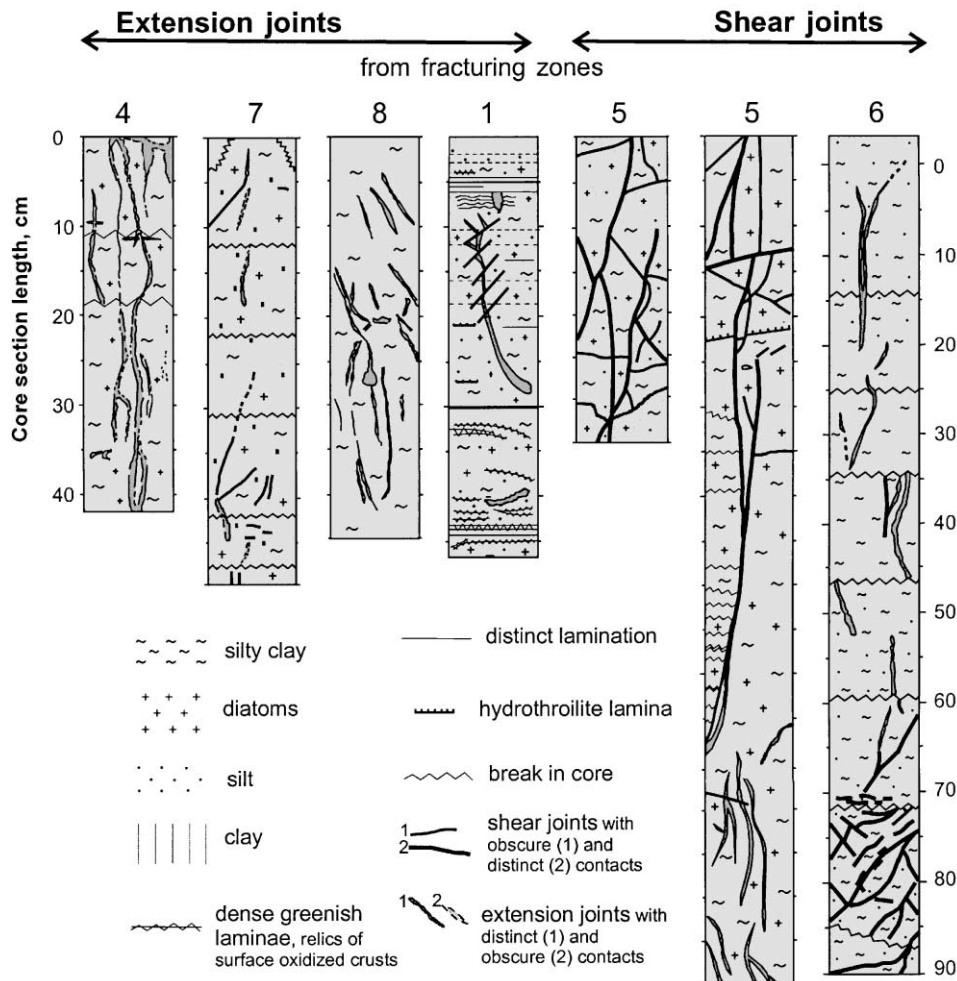 Extension joints
Shear joints
from fracturing zones
4 7 8 1 5 5 6
Core section length, cm
0
10
20
30
40
0
10
20
30
40
50
60
70
80
90
silty clay
diatoms
silt
clay
dense greenish
laminae, relics of
surface oxidized crusts
distinct lamination
hydrothroilite lamina
break in core
1
2
shear joints with
obscure (1) and
distinct (2) contacts
1 2
extension joints with
distinct (1) and
obscure (2) contacts